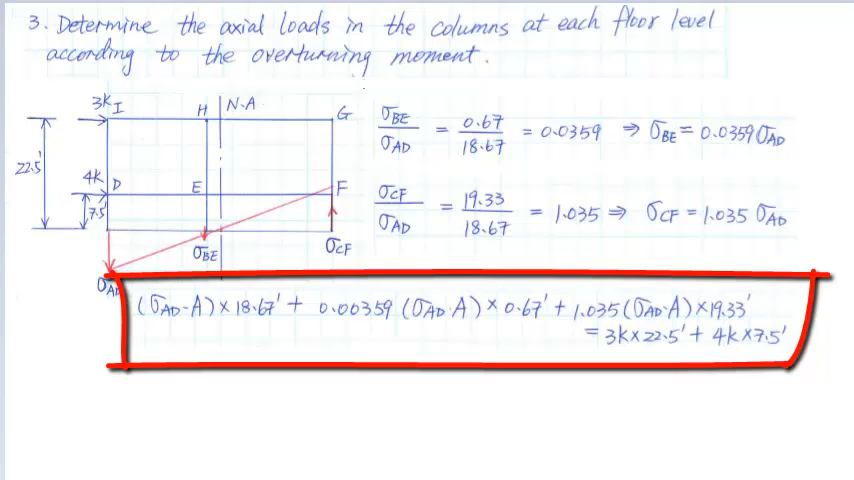 3. Determine the axial loads in the columns at each floor level
according to the overturning moment.
3K I H N.A G
22.5'
4K D E F
7.5'
σBE σCF
σAD
σBE/σAD = 0.67/18.67 = 0.0359 ⇒ σBE = 0.0359 σAD
σCF/σAD = 19.33/18.67 = 1.035 ⇒ σCF = 1.035 σAD
(σAD·A) × 18.67' + 0.00359 (σAD·A) × 0.67' + 1.035 (σAD·A) × 19.33'
= 3K × 22.5' + 4K × 7.5'